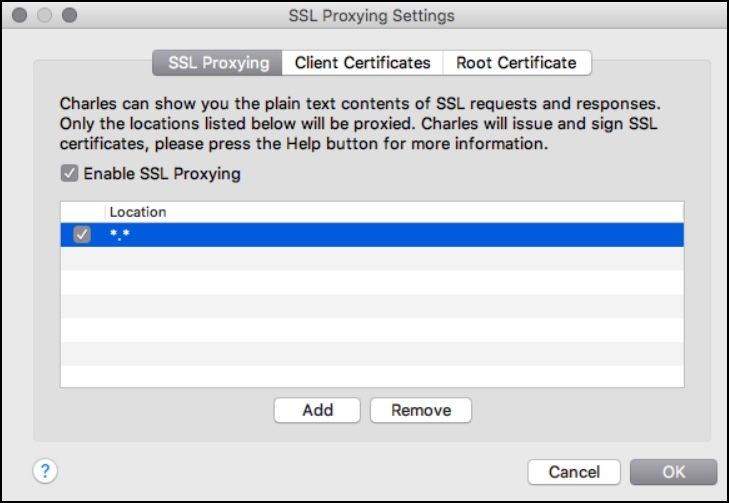 SSL Proxying Settings
SSL Proxying Client Certificates Root Certificate
Charles can show you the plain text contents of SSL requests and responses.
Only the locations listed below will be proxied. Charles will issue and sign SSL
certificates, please press the Help button for more information.
Enable SSL Proxying
Location
*.*
Add Remove
? Cancel OK